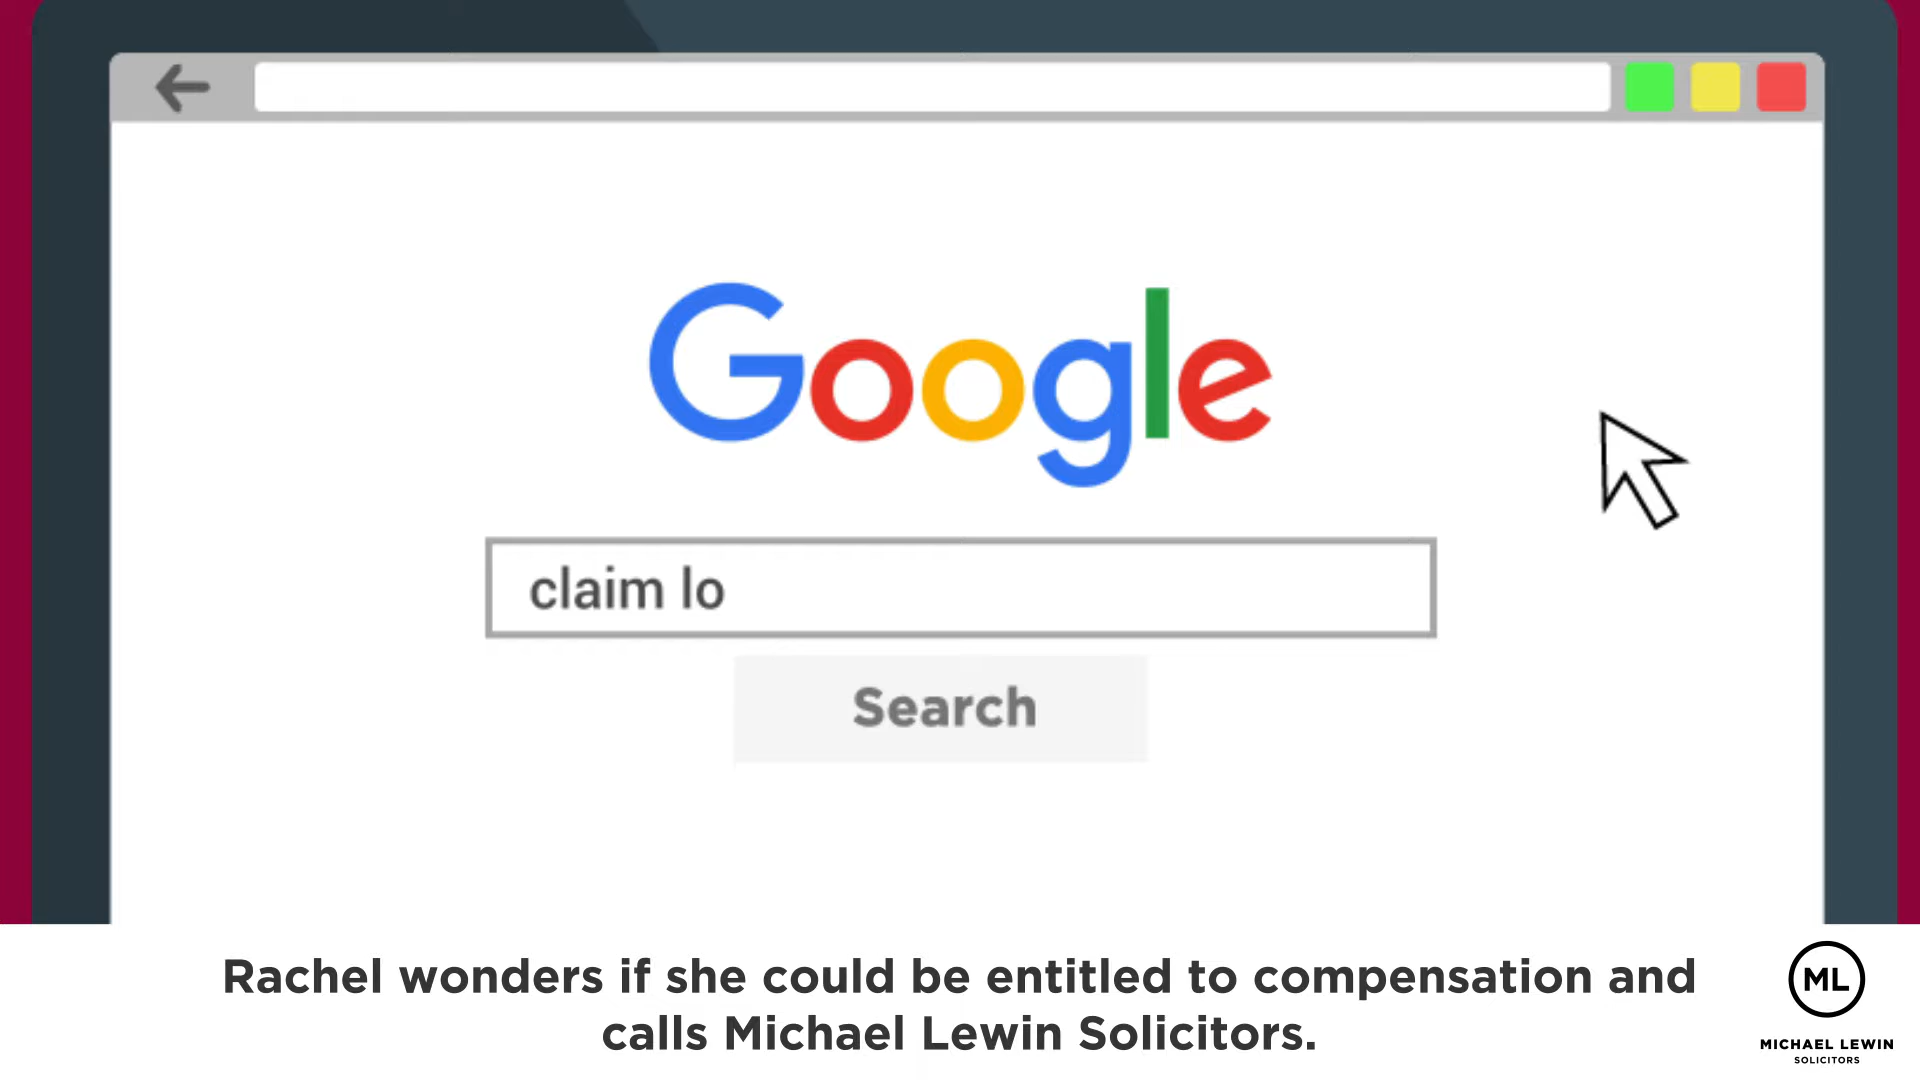 Google
claim lo
Search
Rachel wonders if she could be entitled to compensation and
calls Michael Lewin Solicitors.
ML
MICHAEL LEWIN
SOLICITORS